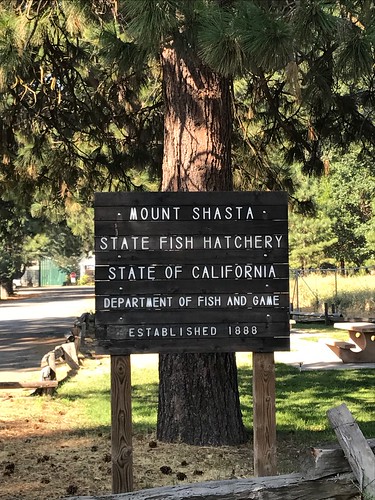 · MOUNT SHASTA ·
STATE FISH HATCHERY
STATE OF CALIFORNIA
DEPARTMENT OF FISH AND GAME
ESTABLISHED 1888